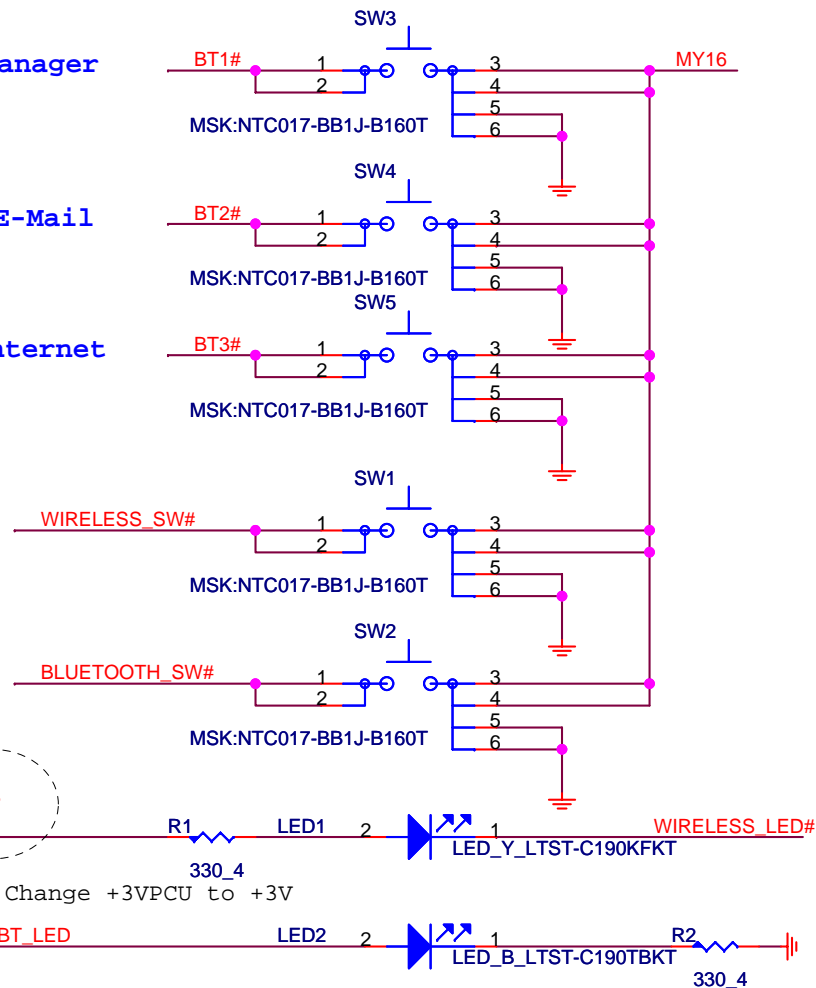 SW3
BT1# 1 3 MY16
2 4
5
6
MSK:NTC017-BB1J-B160T
SW4
E-Mail BT2# 1 3
2 4
5
6
MSK:NTC017-BB1J-B160T
SW5
BT3# 1 3
2 4
5
6
MSK:NTC017-BB1J-B160T
SW1
WIRELESS_SW# 1 3
2 4
5
6
MSK:NTC017-BB1J-B160T
SW2
BLUETOOTH_SW# 1 3
2 4
5
6
MSK:NTC017-BB1J-B160T
R1 LED1 2 1 WIRELESS_LED#
LED_Y_LTST-C190KFKT
330_4
Change +3VPCU to +3V
BT_LED LED2 2 1 R2
LED_B_LTST-C190TBKT
330_4